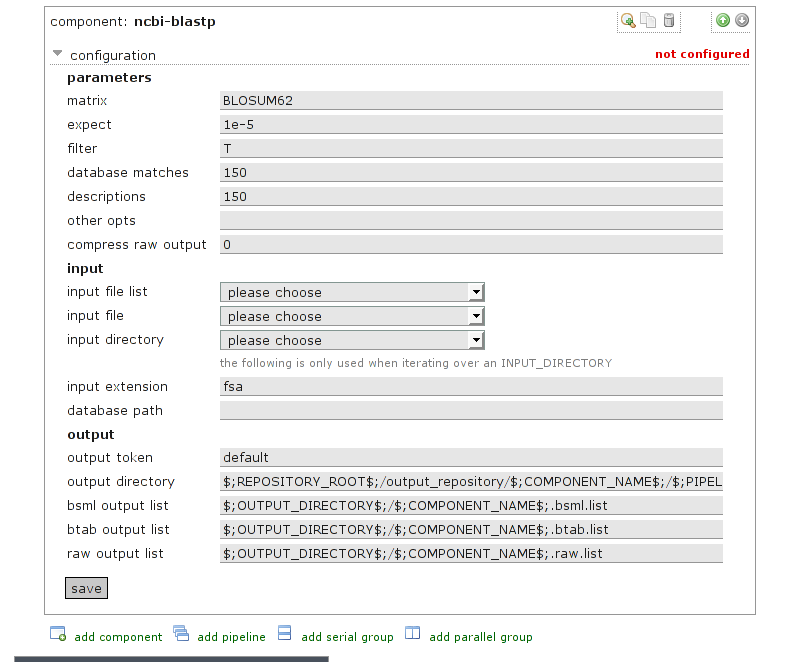 component: ncbi-blastp
configuration
not configured
parameters
matrix BLOSUM62
expect 1e-5
filter T
database matches 150
descriptions 150
other opts
compress raw output 0
input
input file list please choose
input file please choose
input directory please choose
the following is only used when iterating over an INPUT_DIRECTORY
input extension fsa
database path
output
output token default
output directory $;REPOSITORY_ROOT$;/output_repository/$;COMPONENT_NAME$;/$;PIPEL
bsml output list $;OUTPUT_DIRECTORY$;/$;COMPONENT_NAME$;.bsml.list
btab output list $;OUTPUT_DIRECTORY$;/$;COMPONENT_NAME$;.btab.list
raw output list $;OUTPUT_DIRECTORY$;/$;COMPONENT_NAME$;.raw.list
save
add component add pipeline add serial group add parallel group